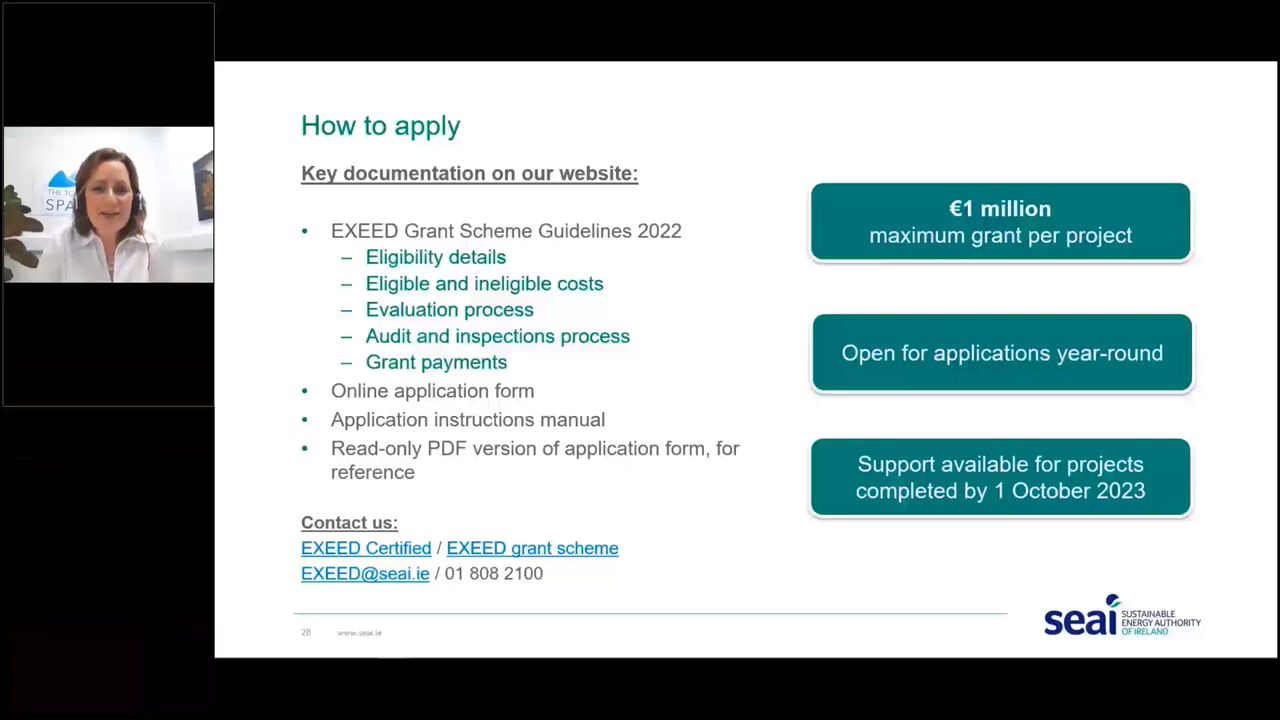 How to apply
Key documentation on our website:
• EXEED Grant Scheme Guidelines 2022
– Eligibility details
– Eligible and ineligible costs
– Evaluation process
– Audit and inspections process
– Grant payments
• Online application form
• Application instructions manual
• Read-only PDF version of application form, for
reference
Contact us:
EXEED Certified / EXEED grant scheme
EXEED@seai.ie / 01 808 2100
€1 million
maximum grant per project
Open for applications year-round
Support available for projects
completed by 1 October 2023
28 www.seai.ie
seai SUSTAINABLE
ENERGY AUTHORITY
OF IRELAND
THE
SPA